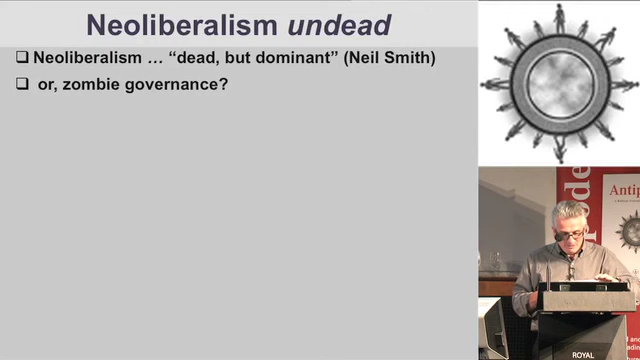 Neoliberalism undead
❑ Neoliberalism … “dead, but dominant” (Neil Smith)
❑ or, zombie governance?
Antip
ROYAL